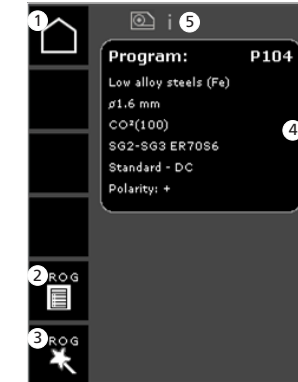 1
i 5
Program: P104
Low alloy steels (Fe)
ø1.6 mm
CO²(100)
4
SG2-SG3 ER70S6
Standard - DC
Polarity: +
2
ROG
3
ROG